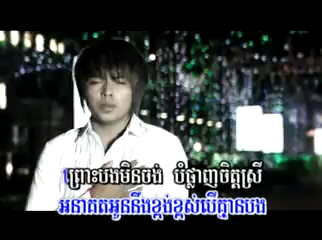 ព្រោះបងមិនចង់ បំផ្លាញចិត្តស្រី
អនាគតអូននឹងខ្ពង់ខ្ពស់បើគ្មានបង